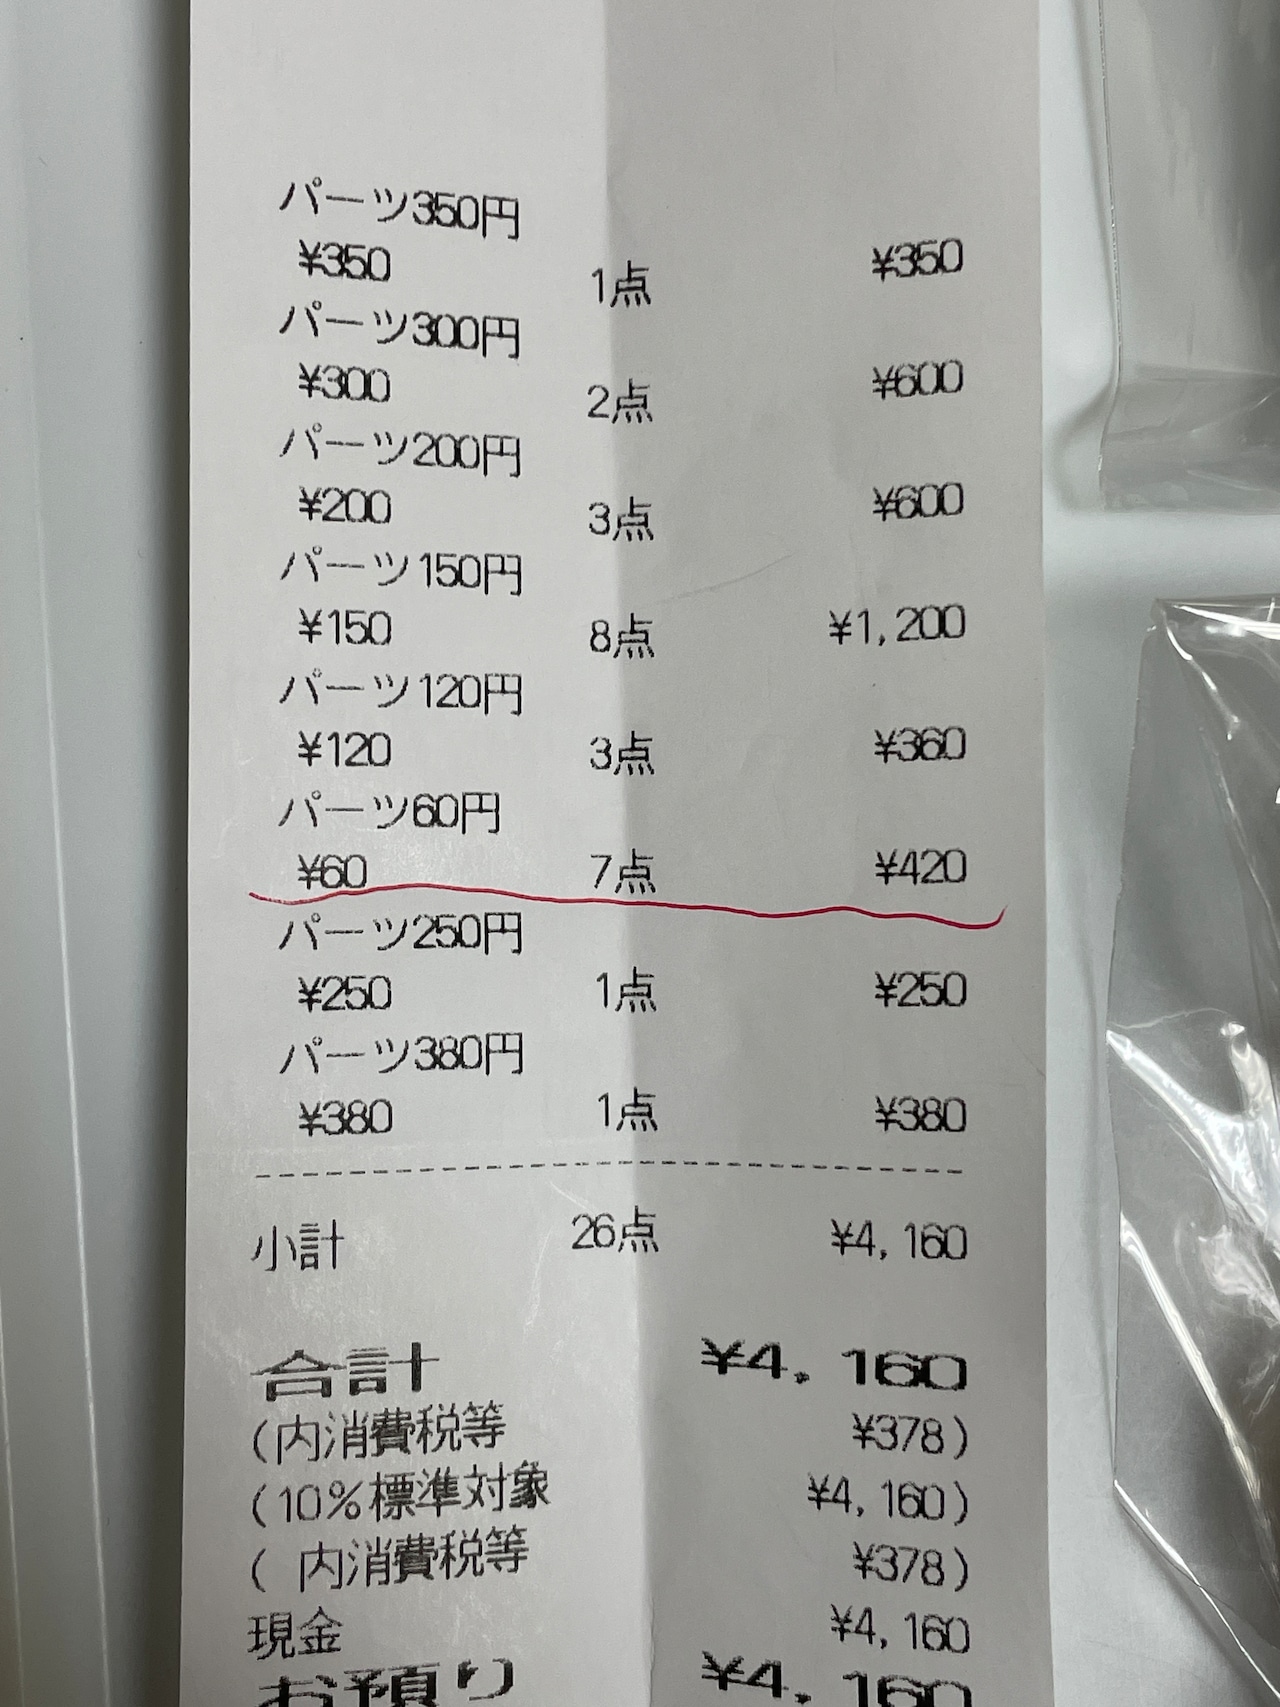 パーツ350円
¥350 1点 ¥350
パーツ300円
¥300 2点 ¥600
パーツ200円
¥200 3点 ¥600
パーツ150円
¥150 8点 ¥1,200
パーツ120円
¥120 3点 ¥360
パーツ60円
¥60 7点 ¥420
パーツ250円
¥250 1点 ¥250
パーツ380円
¥380 1点 ¥380
小計 26点 ¥4,160
合計 ¥4,160
(内消費税等 ¥378)
(10%標準対象 ¥4,160)
( 内消費税等 ¥378)
現金 ¥4,160
お預り ¥4,160